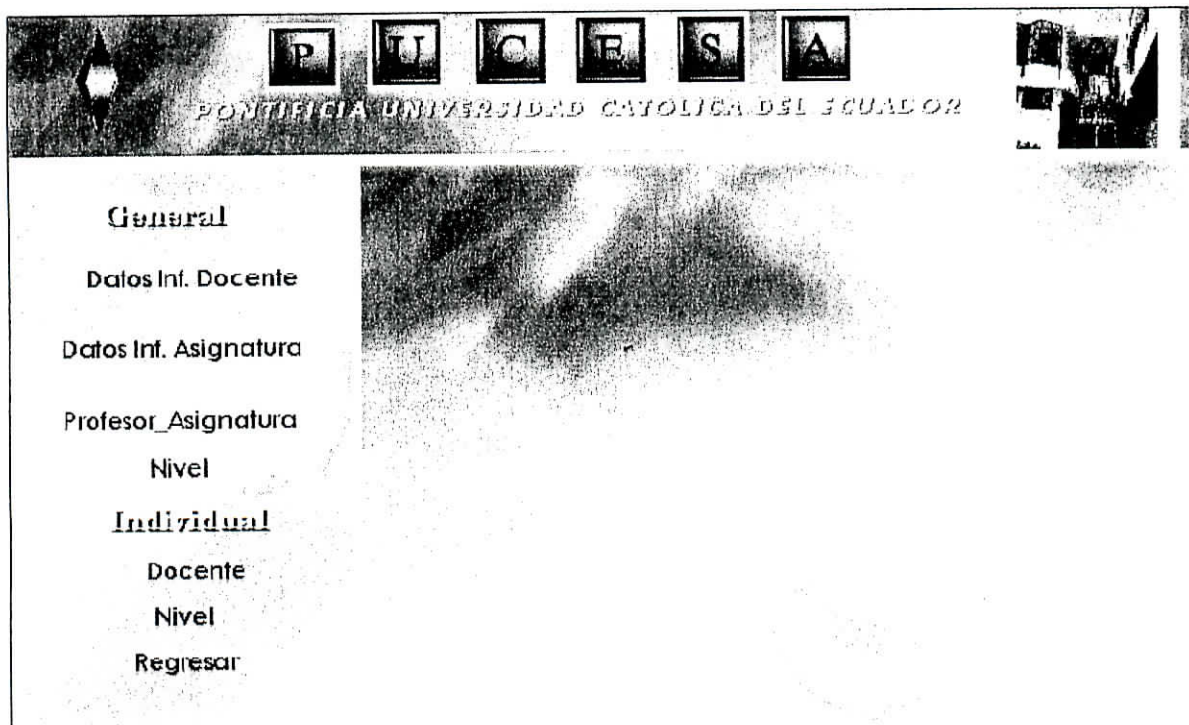 P U C E S A
PONTIFICIA UNIVERSIDAD CATOLICA DEL ECUADOR
General
Datos Inf. Docente
Datos Inf. Asignatura
Profesor_Asignatura
Nivel
Individual
Docente
Nivel
Regresar